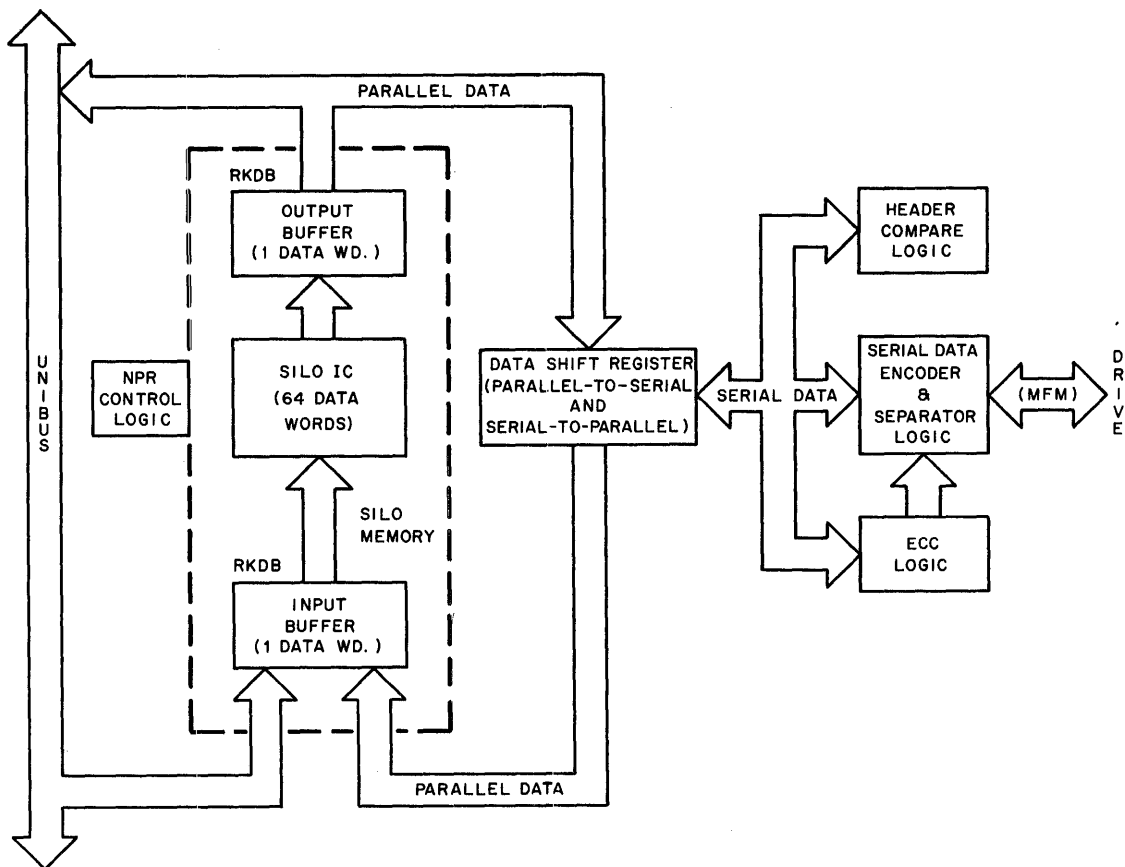 PARALLEL DATA
RKDB
OUTPUT
BUFFER
(1 DATA WD.)
HEADER
COMPARE
LOGIC
UNIBUS
NPR
CONTROL
LOGIC
SILO IC
(64 DATA
WORDS)
DATA SHIFT REGISTER
(PARALLEL-TO-SERIAL
AND
SERIAL-TO-PARALLEL)
SERIAL DATA
SERIAL DATA
ENCODER
&
SEPARATOR
LOGIC
(MFM)
DRIVE
SILO
MEMORY
RKDB
ECC
LOGIC
INPUT
BUFFER
(1 DATA WD.)
PARALLEL DATA